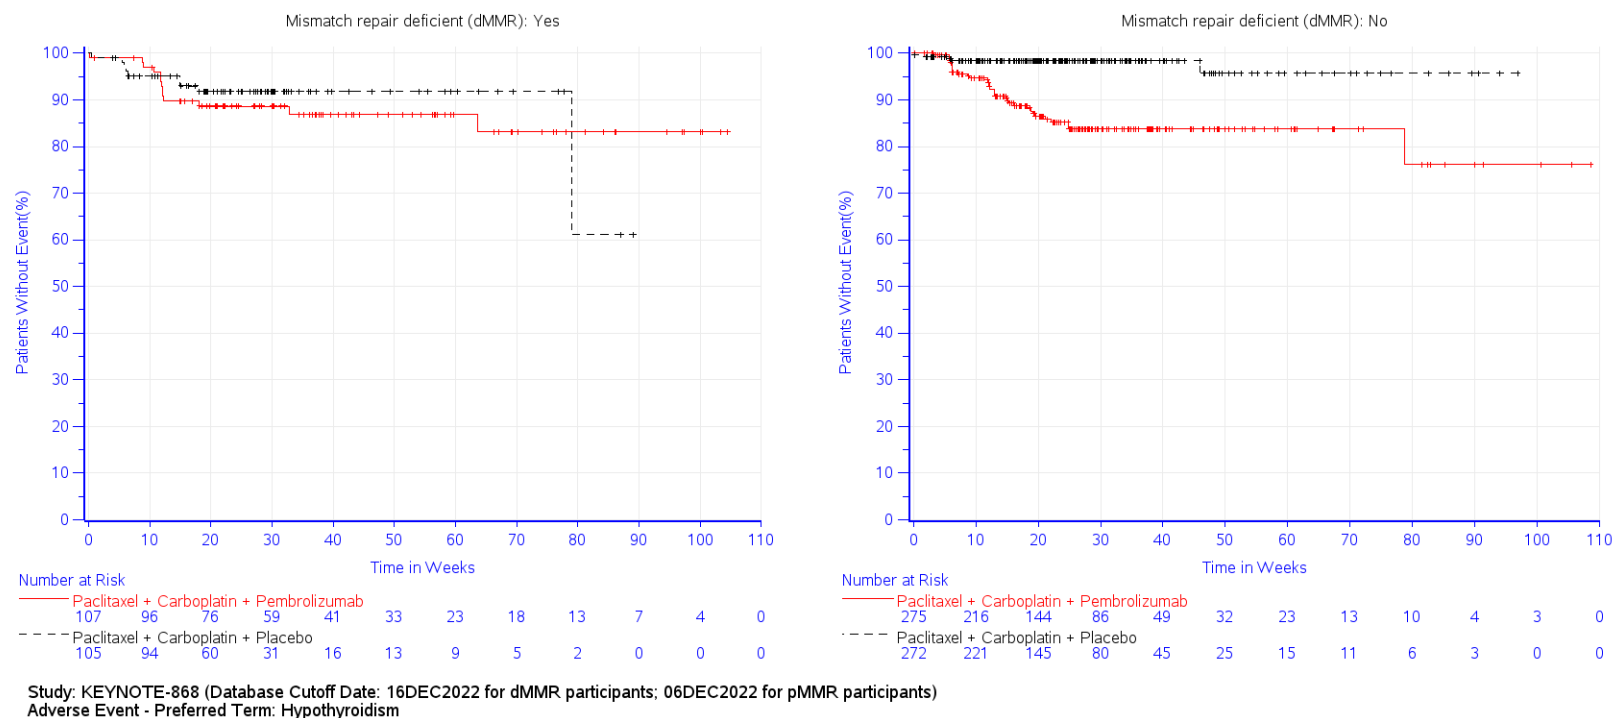 Mismatch repair deficient (dMMR): Yes
Patients Without Event(%)
100
90
80
70
60
50
40
30
20
10
0
0 10 20 30 40 50 60 70 80 90 100 110
Time in Weeks
Number at Risk
Paclitaxel + Carboplatin + Pembrolizumab
107 96 76 59 41 33 23 18 13 7 4 0
Paclitaxel + Carboplatin + Placebo
105 94 60 31 16 13 9 5 2 0 0 0
Mismatch repair deficient (dMMR): No
Patients Without Event(%)
100
90
80
70
60
50
40
30
20
10
0
0 10 20 30 40 50 60 70 80 90 100 110
Time in Weeks
Number at Risk
Paclitaxel + Carboplatin + Pembrolizumab
275 216 144 86 49 32 23 13 10 4 3 0
Paclitaxel + Carboplatin + Placebo
272 221 145 80 45 25 15 11 6 3 0 0
Study: KEYNOTE-868 (Database Cutoff Date: 16DEC2022 for dMMR participants; 06DEC2022 for pMMR participants)
Adverse Event - Preferred Term: Hypothyroidism